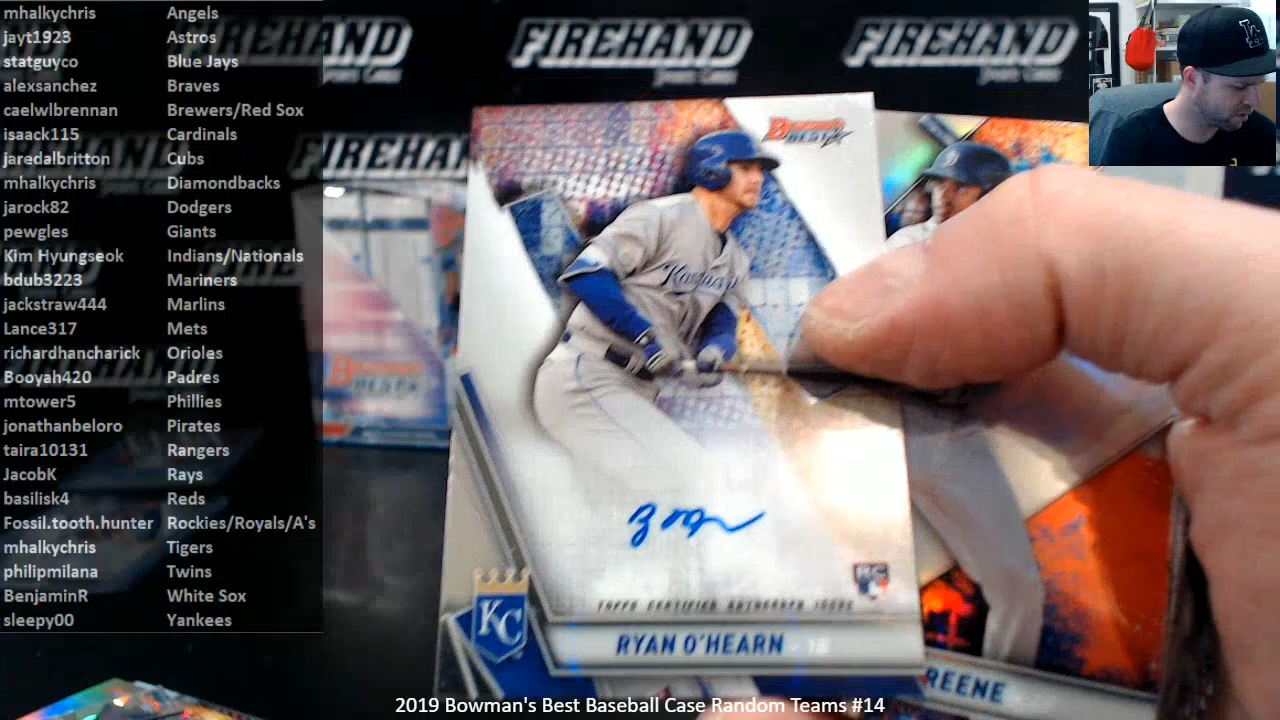 mhalkychris Angels
jayt1923 Astros
statguyco Blue Jays
alexsanchez Braves
caelwlbrennan Brewers/Red Sox
isaack115 Cardinals
jaredalbritton Cubs
mhalkychris Diamondbacks
jarock82 Dodgers
pewgles Giants
Kim Hyungseok Indians/Nationals
bdub3223 Mariners
jackstraw444 Marlins
Lance317 Mets
richardhancharick Orioles
Booyah420 Padres
mtower5 Phillies
jonathanbeloro Pirates
taira10131 Rangers
JacobK Rays
basilisk4 Reds
Fossil.tooth.hunter Rockies/Royals/A's
mhalkychris Tigers
philipmilana Twins
BenjaminR White Sox
sleepy00 Yankees
FIREHAND
FIREHAND
FIREHAND
LA
Bowman's
BEST
Bowman's
BEST
RC
TOPPS CERTIFIED AUTOGRAPH ISSUE
KC
RYAN O'HEARN - 1B
REENE
2019 Bowman's Best Baseball Case Random Teams #14